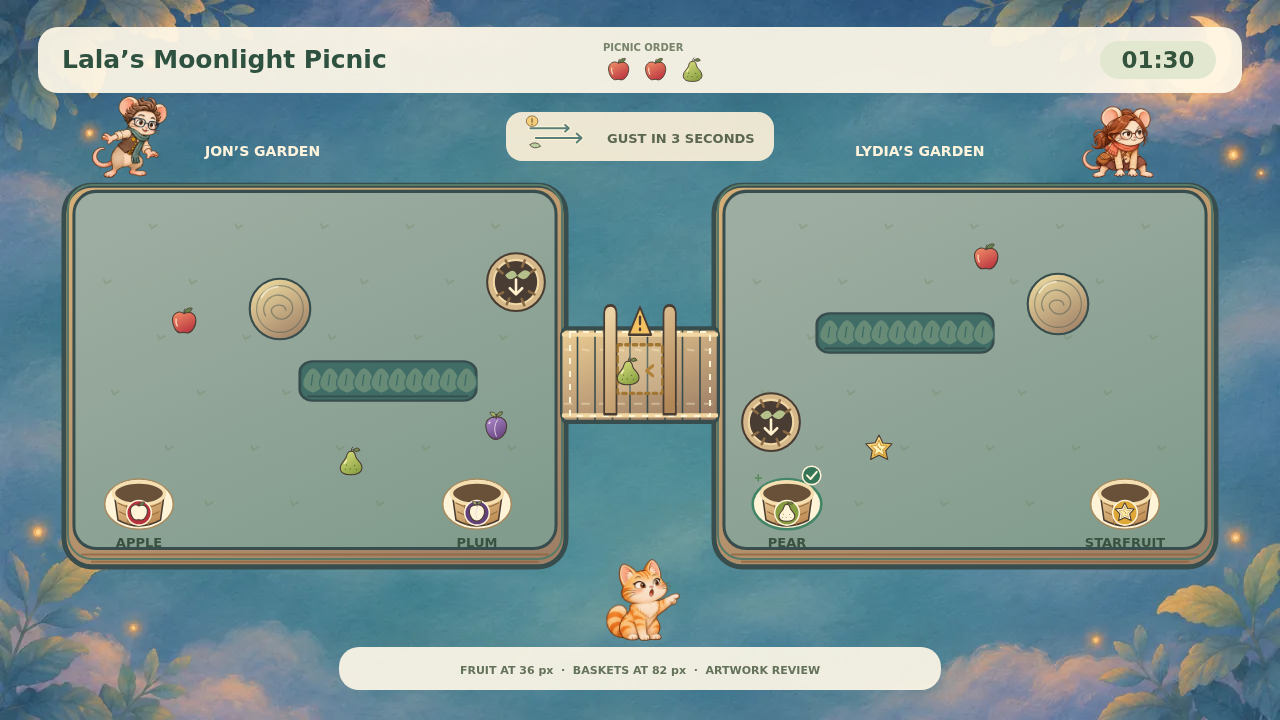 Lala’s Moonlight Picnic
PICNIC ORDER
01:30
GUST IN 3 SECONDS
JON’S GARDEN
LYDIA’S GARDEN
APPLE
PLUM
PEAR
STARFRUIT
FRUIT AT 36 px · BASKETS AT 82 px · ARTWORK REVIEW